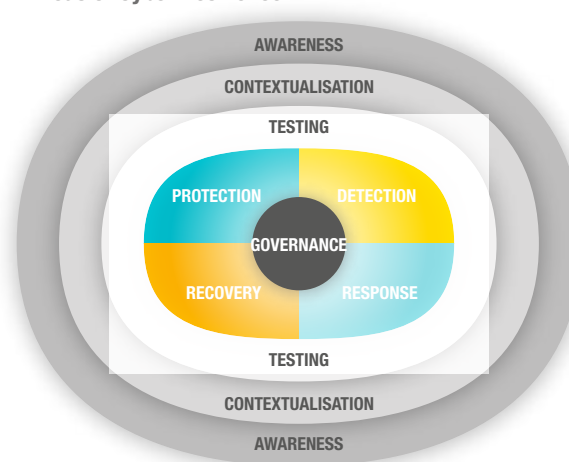 AWARENESS
CONTEXTUALISATION
TESTING
PROTECTION DETECTION
GOVERNANCE
RECOVERY RESPONSE
TESTING
CONTEXTUALISATION
AWARENESS